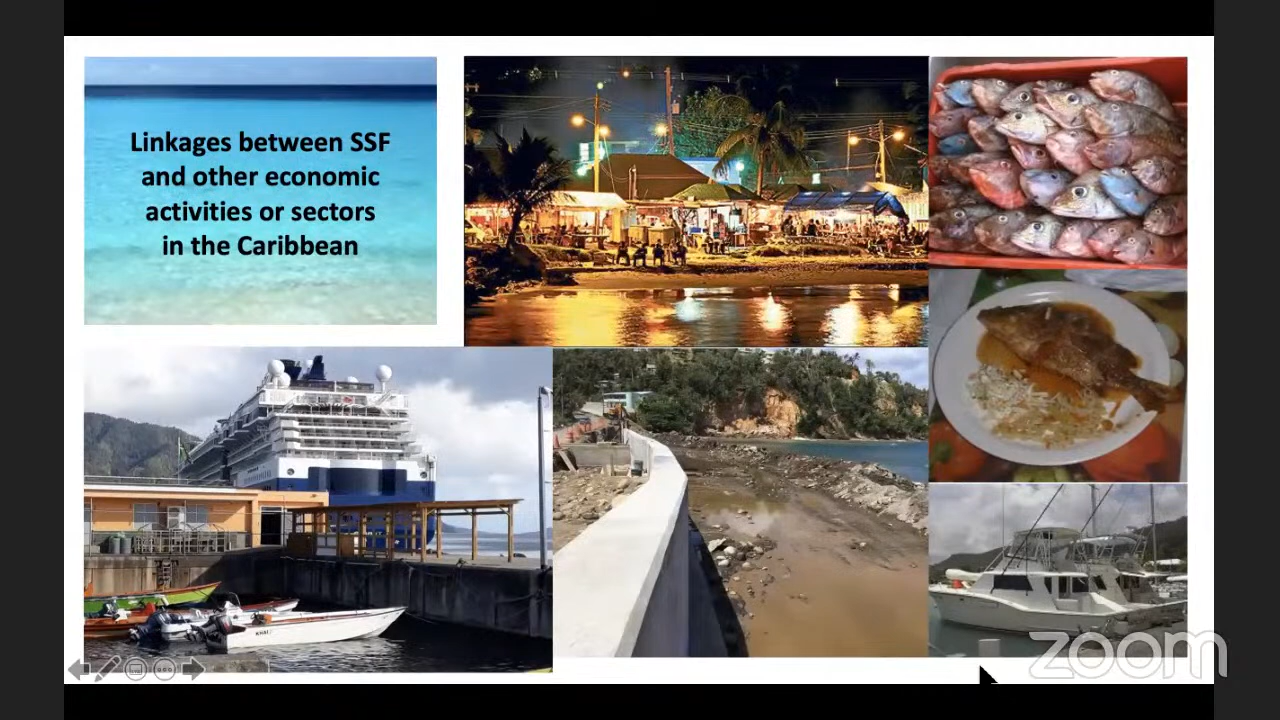 Linkages between SSF
and other economic
activities or sectors
in the Caribbean
zoom